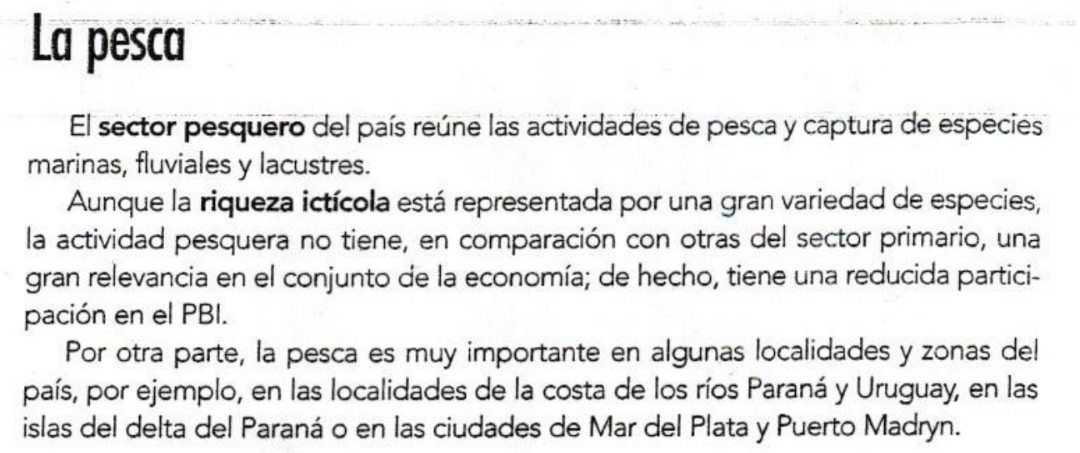 La pesca
El sector pesquero del país reúne las actividades de pesca y captura de especies
marinas, fluviales y lacustres.
Aunque la riqueza ictícola está representada por una gran variedad de especies,
la actividad pesquera no tiene, en comparación con otras del sector primario, una
gran relevancia en el conjunto de la economía; de hecho, tiene una reducida partici-
pación en el PBI.
Por otra parte, la pesca es muy importante en algunas localidades y zonas del
país, por ejemplo, en las localidades de la costa de los ríos Paraná y Uruguay, en las
islas del delta del Paraná o en las ciudades de Mar del Plata y Puerto Madryn.